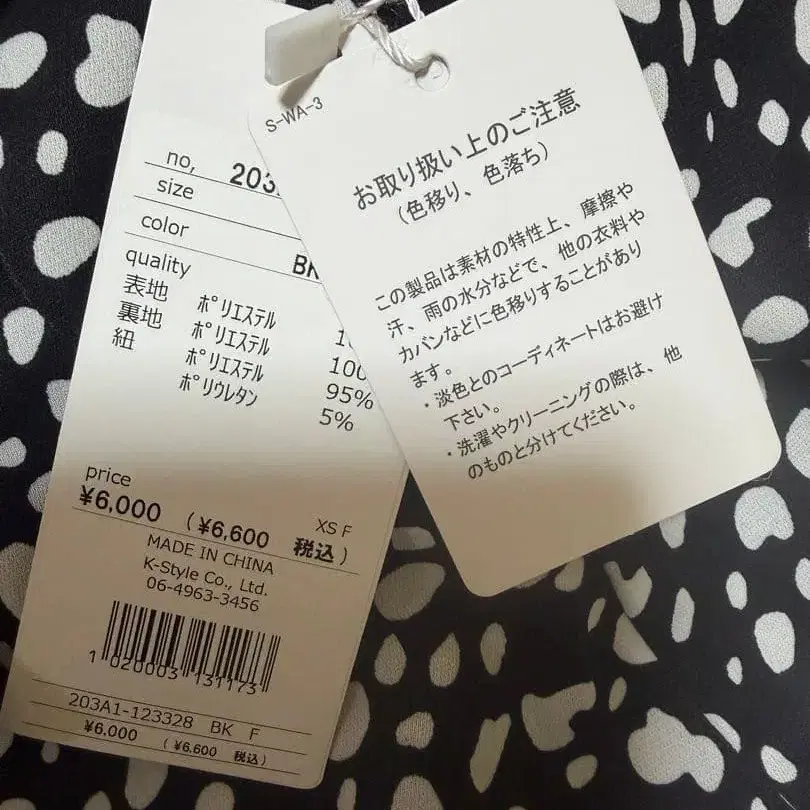 no, 203
size
color BK
quality
表地 ポリエステル
裏地 ポリエステル 100
紐 ポリエステル 95%
ポリウレタン 5%
price XS F
¥6,000 (¥6,600 税込)
MADE IN CHINA
K-Style Co., Ltd.
06-4963-3456
1 020003 131173
203A1-123328 BK F
¥6,000 (¥6,600 税込)
S-WA-3
お取り扱い上のご注意
(色移り、色落ち)
この製品は素材の特性上、摩擦や
汗、雨の水分などで、他の衣料や
カバンなどに色移りすることがあり
ます。
・淡色とのコーディネートはお避け
下さい。
・洗濯やクリーニングの際は、他
のものと分けてください。